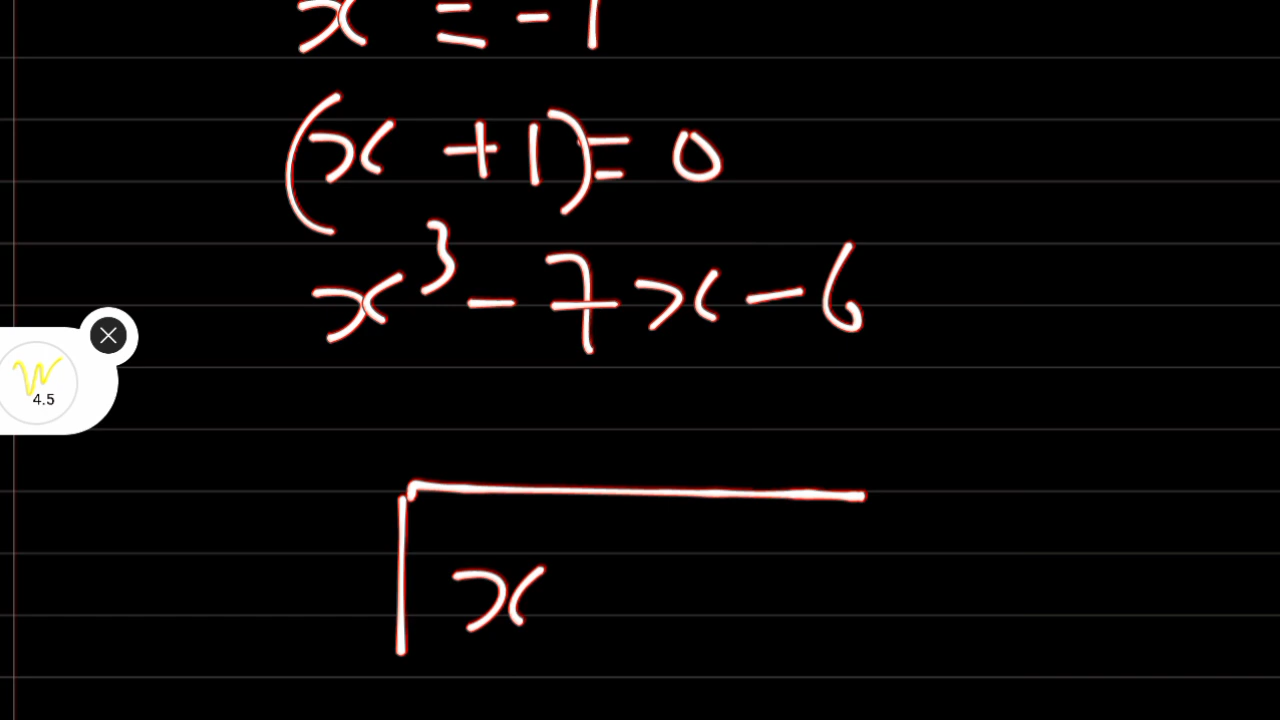 x = -1
(x + 1) = 0
x³ - 7x - 6
W
4.5
x